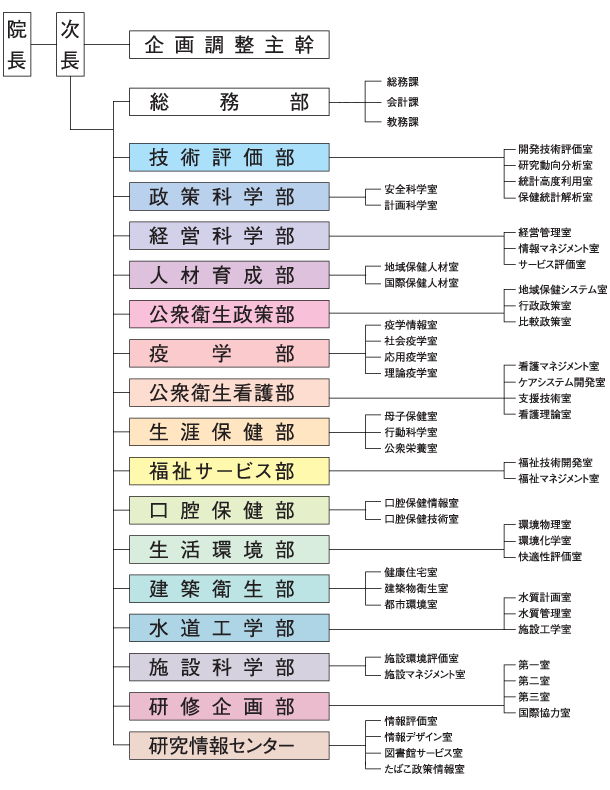 院長
次長
企画調整主幹
総務部
総務課
会計課
教務課
技術評価部
開発技術評価室
研究動向分析室
統計高度利用室
保健統計解析室
政策科学部
安全科学室
計画科学室
経営科学部
経営管理室
情報マネジメント室
サービス評価室
人材育成部
地域保健人材室
国際保健人材室
公衆衛生政策部
地域保健システム室
行政政策室
比較政策室
疫学部
疫学情報室
社会疫学室
応用疫学室
理論疫学室
公衆衛生看護部
看護マネジメント室
ケアシステム開発室
支援技術室
看護理論室
生涯保健部
母子保健室
行動科学室
公衆栄養室
福祉サービス部
福祉技術開発室
福祉マネジメント室
口腔保健部
口腔保健情報室
口腔保健技術室
生活環境部
環境物理室
環境化学室
快適性評価室
建築衛生部
健康住宅室
建築物衛生室
都市環境室
水道工学部
水質計画室
水質管理室
施設工学室
施設科学部
施設環境評価室
施設マネジメント室
研修企画部
第一室
第二室
第三室
国際協力室
研究情報センター
情報評価室
情報デザイン室
図書館サービス室
たばこ政策情報室